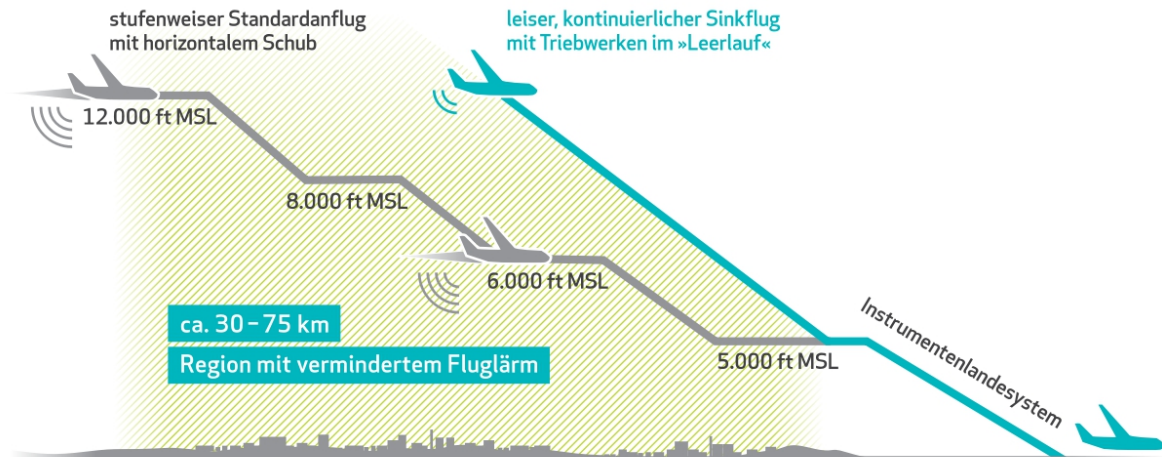 stufenweiser Standardanflug
mit horizontalem Schub
leiser, kontinuierlicher Sinkflug
mit Triebwerken im »Leerlauf«
12.000 ft MSL
8.000 ft MSL
6.000 ft MSL
5.000 ft MSL
Instrumentenlandesystem
ca. 30 – 75 km
Region mit vermindertem Fluglärm